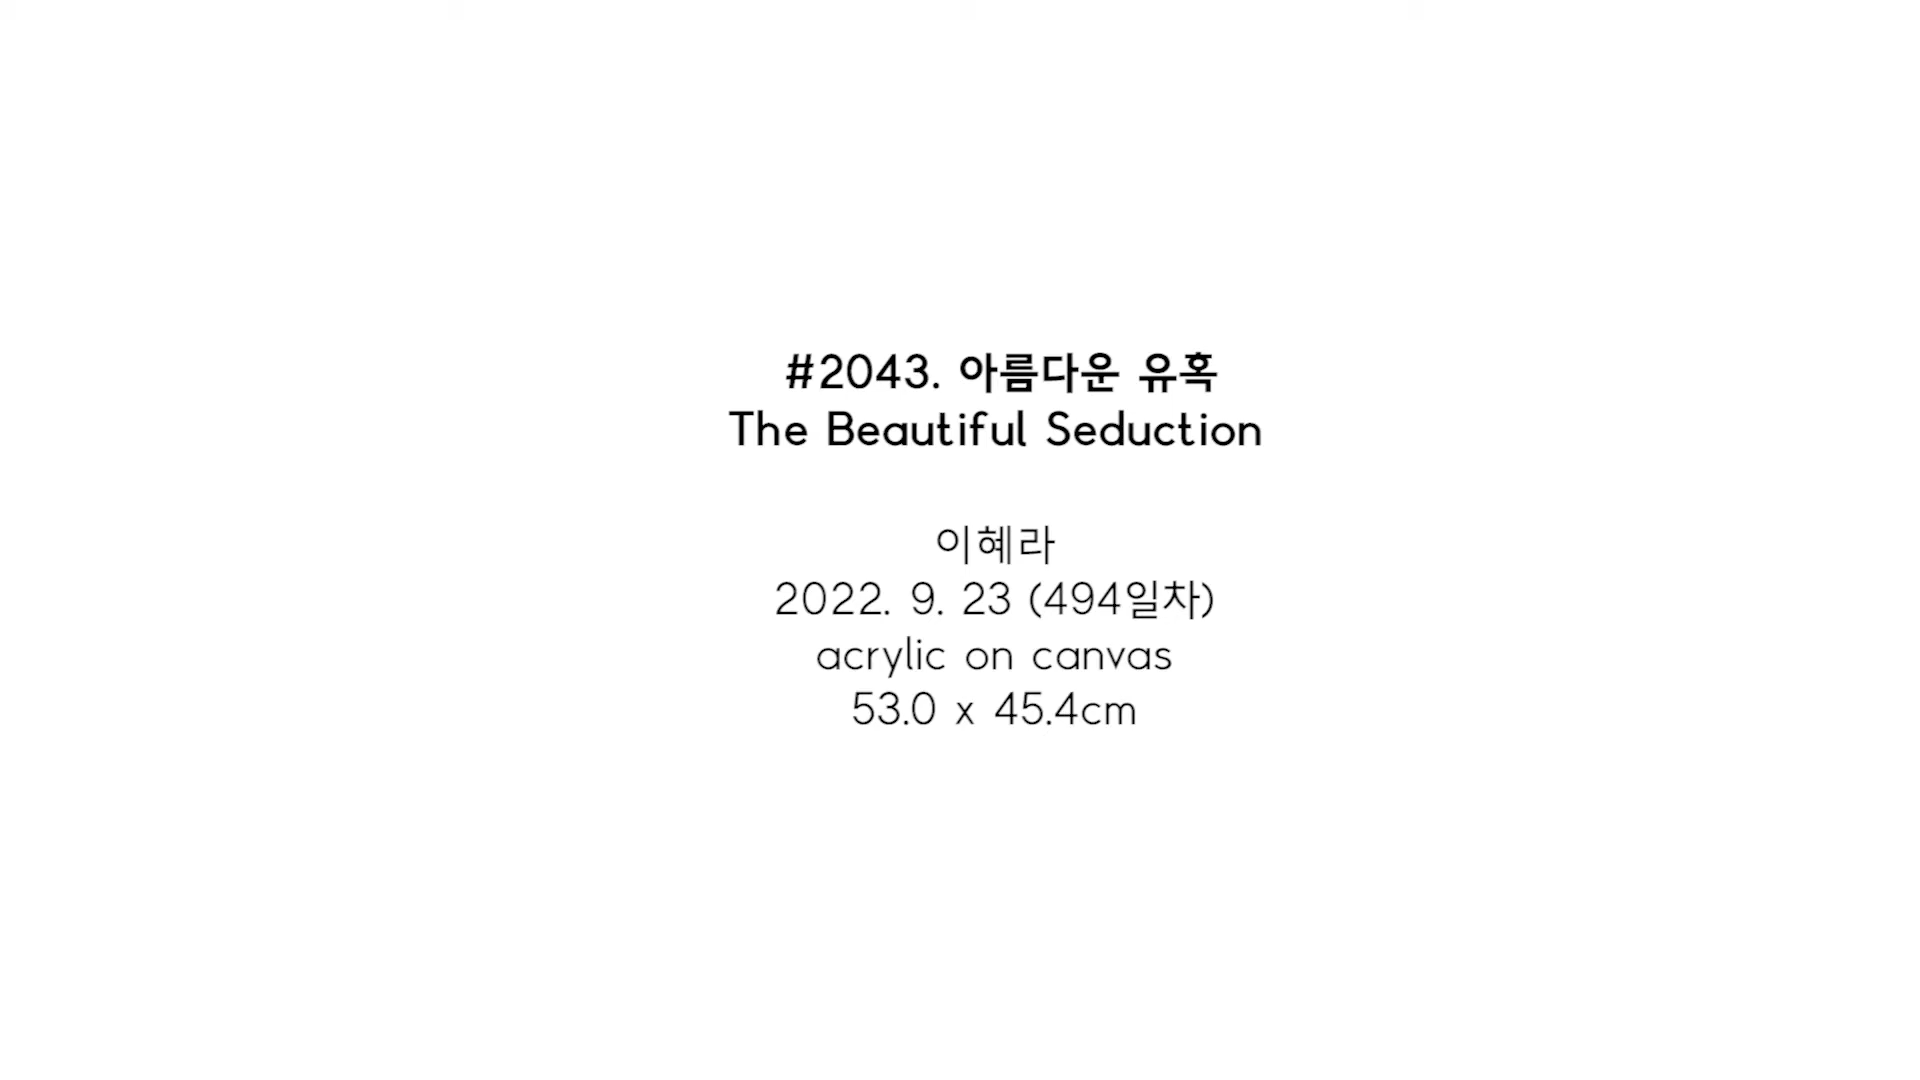 #2043. 아름다운 유혹
The Beautiful Seduction
이혜라
2022. 9. 23 (494일차)
acrylic on canvas
53.0 x 45.4cm